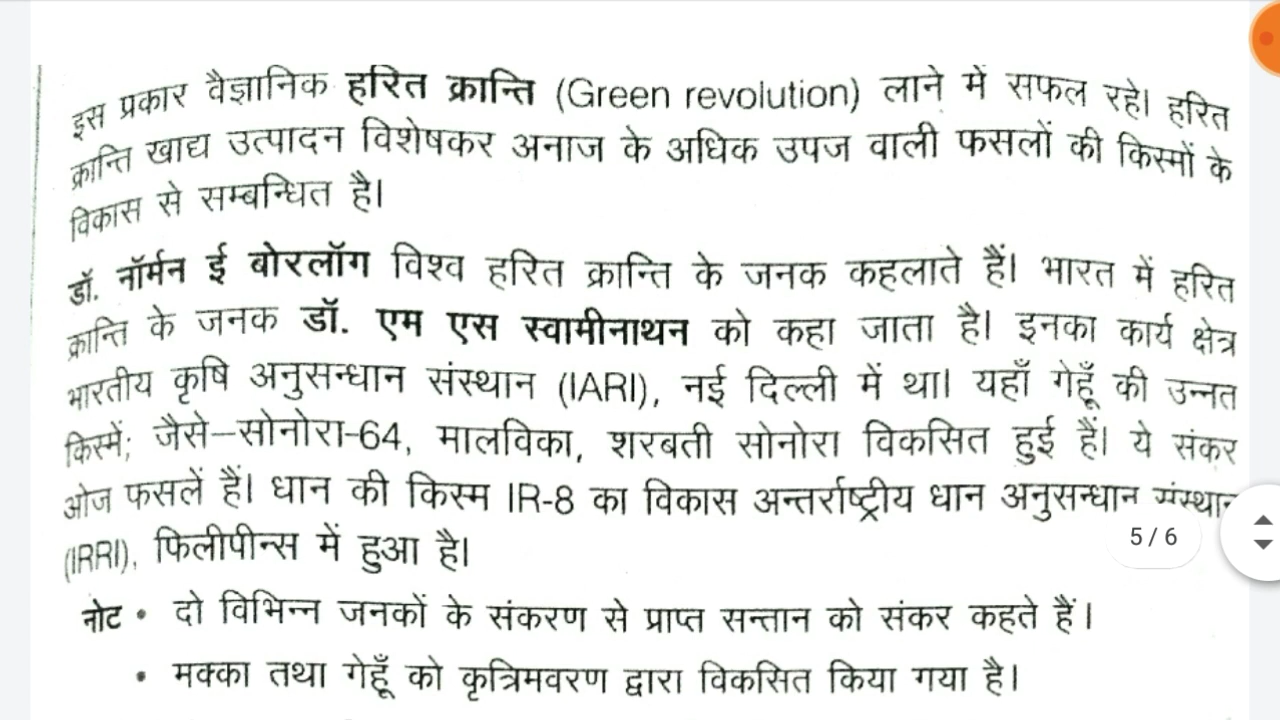 इस प्रकार वैज्ञानिक हरित क्रान्ति (Green revolution) लाने में सफल रहे। हरित
क्रान्ति खाद्य उत्पादन विशेषकर अनाज के अधिक उपज वाली फसलों की किस्मों के
विकास से सम्बन्धित है।
डॉ. नॉर्मन ई बोरलॉग विश्व हरित क्रान्ति के जनक कहलाते हैं। भारत में हरित
क्रान्ति के जनक डॉ. एम एस स्वामीनाथन को कहा जाता है। इनका कार्य क्षेत्र
भारतीय कृषि अनुसन्धान संस्थान (IARI), नई दिल्ली में था। यहाँ गेहूँ की उन्नत
किस्में; जैसे–सोनोरा-64, मालविका, शरबती सोनोरा विकसित हुई हैं। ये संकर
ओज फसलें हैं। धान की किस्म IR-8 का विकास अन्तर्राष्ट्रीय धान अनुसन्धान संस्थान
(IRRI), फिलीपीन्स में हुआ है।
5 / 6
नोट • दो विभिन्न जनकों के संकरण से प्राप्त सन्तान को संकर कहते हैं।
• मक्का तथा गेहूँ को कृत्रिमवरण द्वारा विकसित किया गया है।